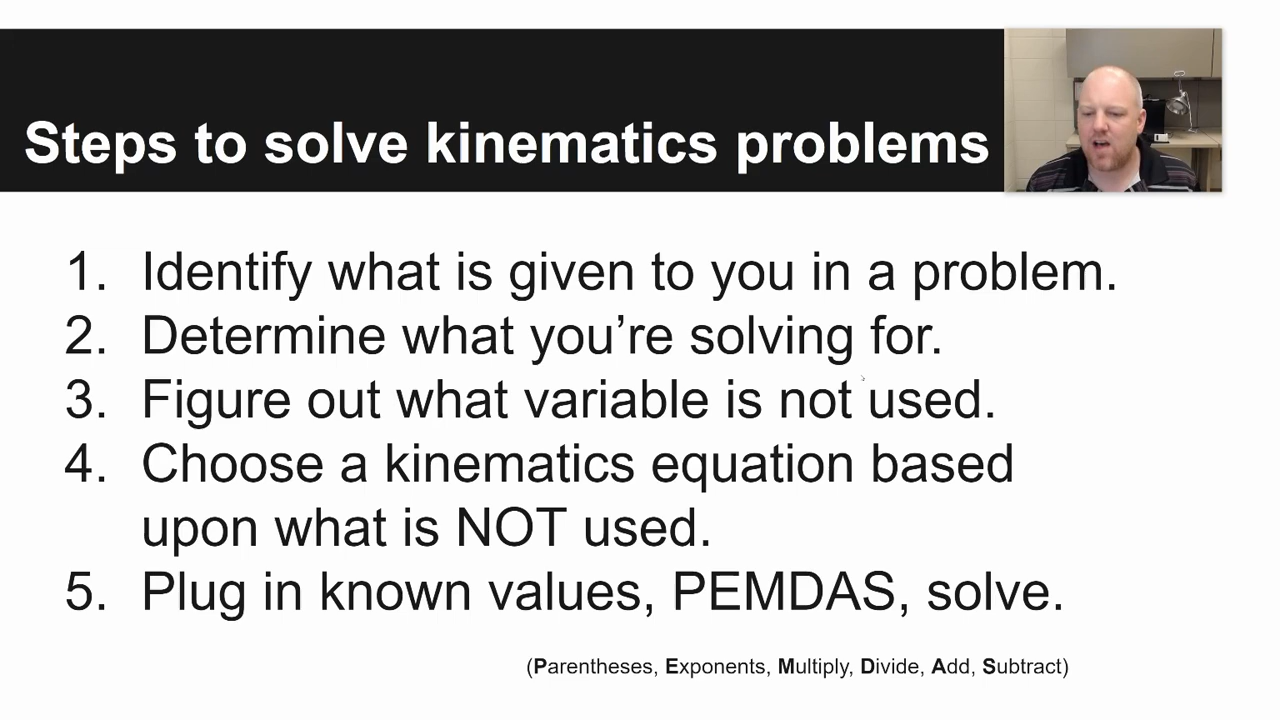 Steps to solve kinematics problems
1. Identify what is given to you in a problem.
2. Determine what you’re solving for.
3. Figure out what variable is not used.
4. Choose a kinematics equation based
upon what is NOT used.
5. Plug in known values, PEMDAS, solve.
(Parentheses, Exponents, Multiply, Divide, Add, Subtract)